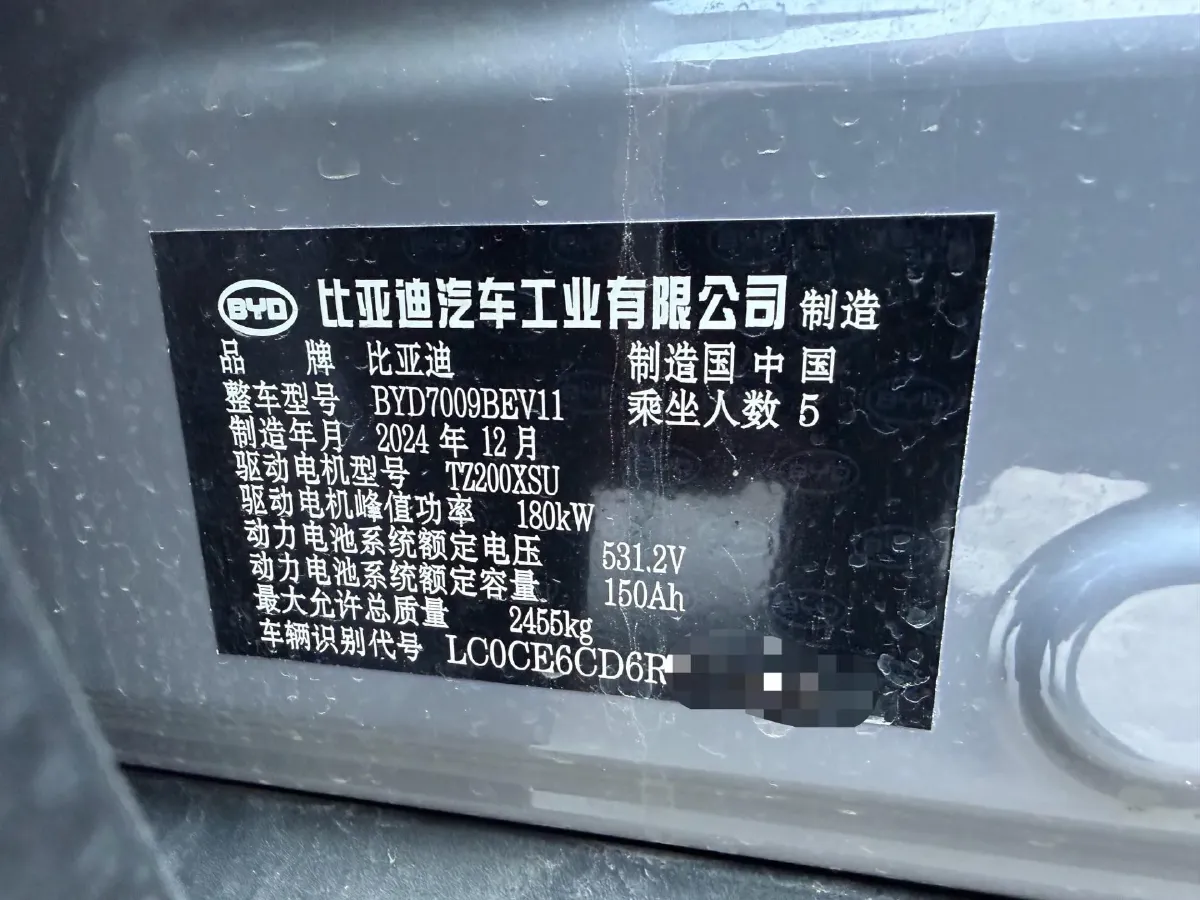 BYD 比亚迪汽车工业有限公司 制造
品 牌 比亚迪 制造国 中国
整车型号 BYD7009BEV11 乘坐人数 5
制造年月 2024 年 12 月
驱动电机型号 TZ200XSU
驱动电机峰值功率 180kW
动力电池系统额定电压 531.2V
动力电池系统额定容量 150Ah
最大允许总质量 2455kg
车辆识别代号 LC0CE6CD6R